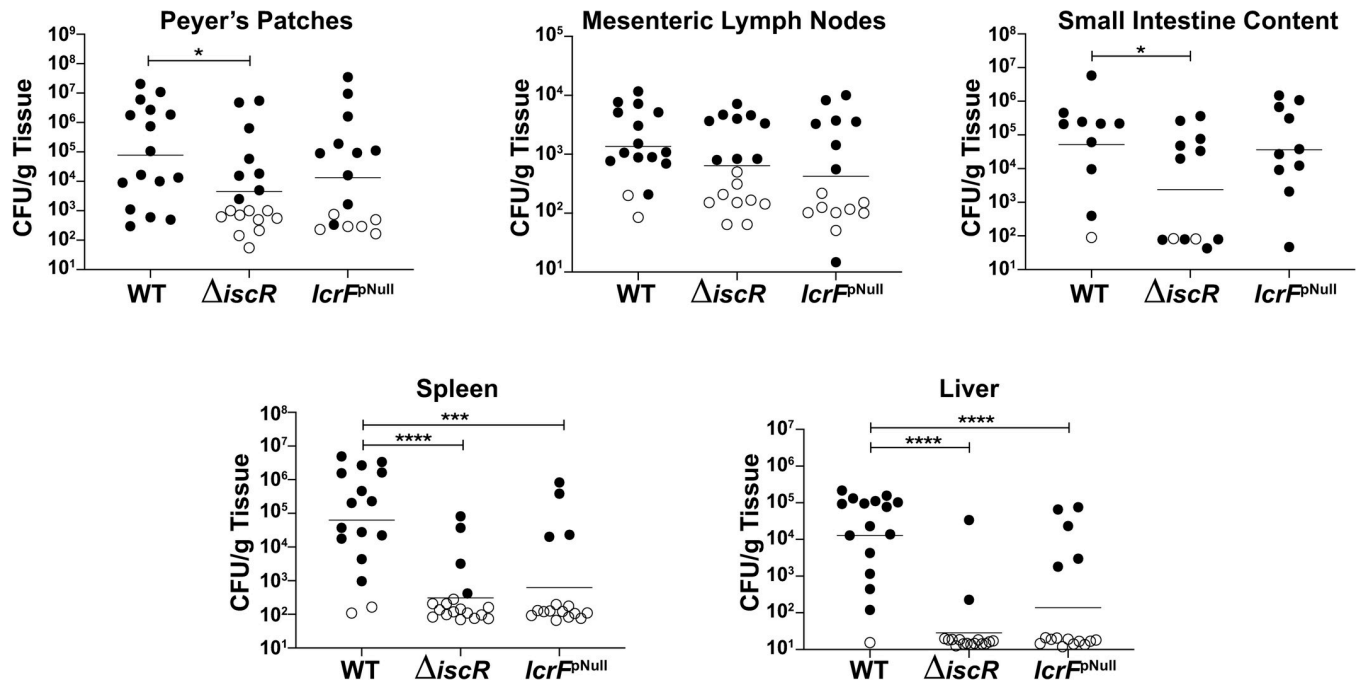 Peyer's Patches
CFU/g Tissue
10⁹
10⁸
10⁷
10⁶
10⁵
10⁴
10³
10²
10¹
*
WT
ΔiscR
lcrFpNull
Mesenteric Lymph Nodes
CFU/g Tissue
10⁵
10⁴
10³
10²
10¹
WT
ΔiscR
lcrFpNull
Small Intestine Content
CFU/g Tissue
10⁸
10⁷
10⁶
10⁵
10⁴
10³
10²
10¹
*
WT
ΔiscR
lcrFpNull
Spleen
CFU/g Tissue
10⁸
10⁷
10⁶
10⁵
10⁴
10³
10²
10¹
***
****
WT
ΔiscR
lcrFpNull
Liver
CFU/g Tissue
10⁷
10⁶
10⁵
10⁴
10³
10²
10¹
****
****
WT
ΔiscR
lcrFpNull